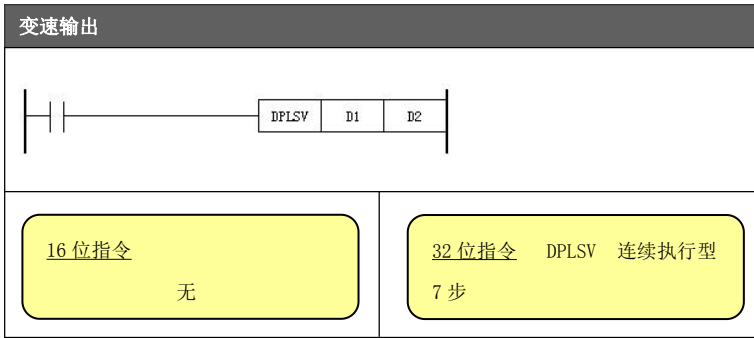 变速输出
DPLSV D1 D2
16 位指令
无
32 位指令 DPLSV 连续执行型
7 步